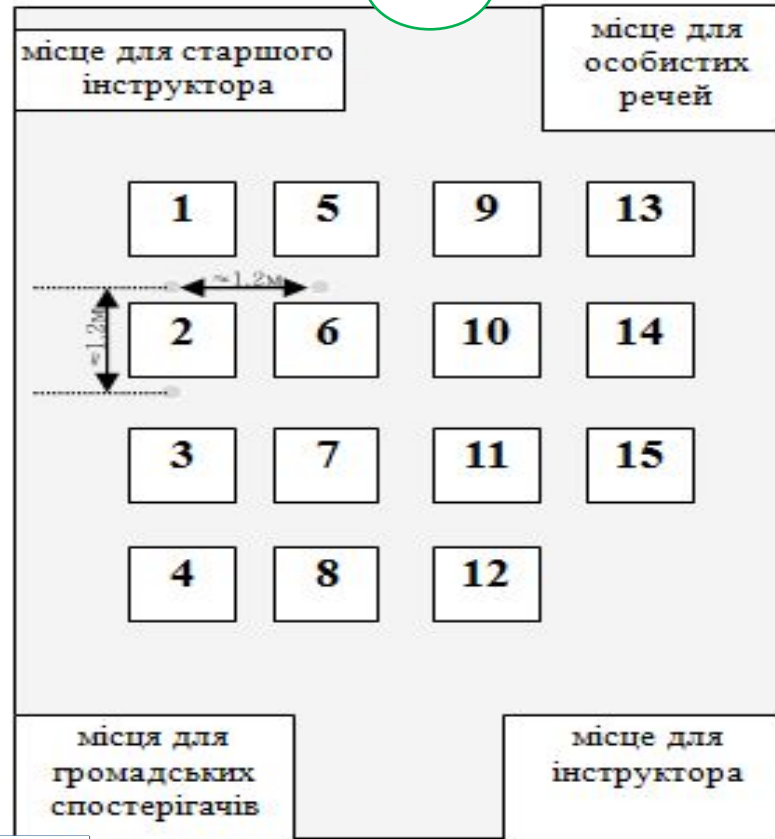 місце для старшого
інструктора
місце для
особистих
речей
1 5 9 13
≈1,2м
≈1,2м
2 6 10 14
3 7 11 15
4 8 12
місця для
громадських
спостерігачів
місце для
інструктора